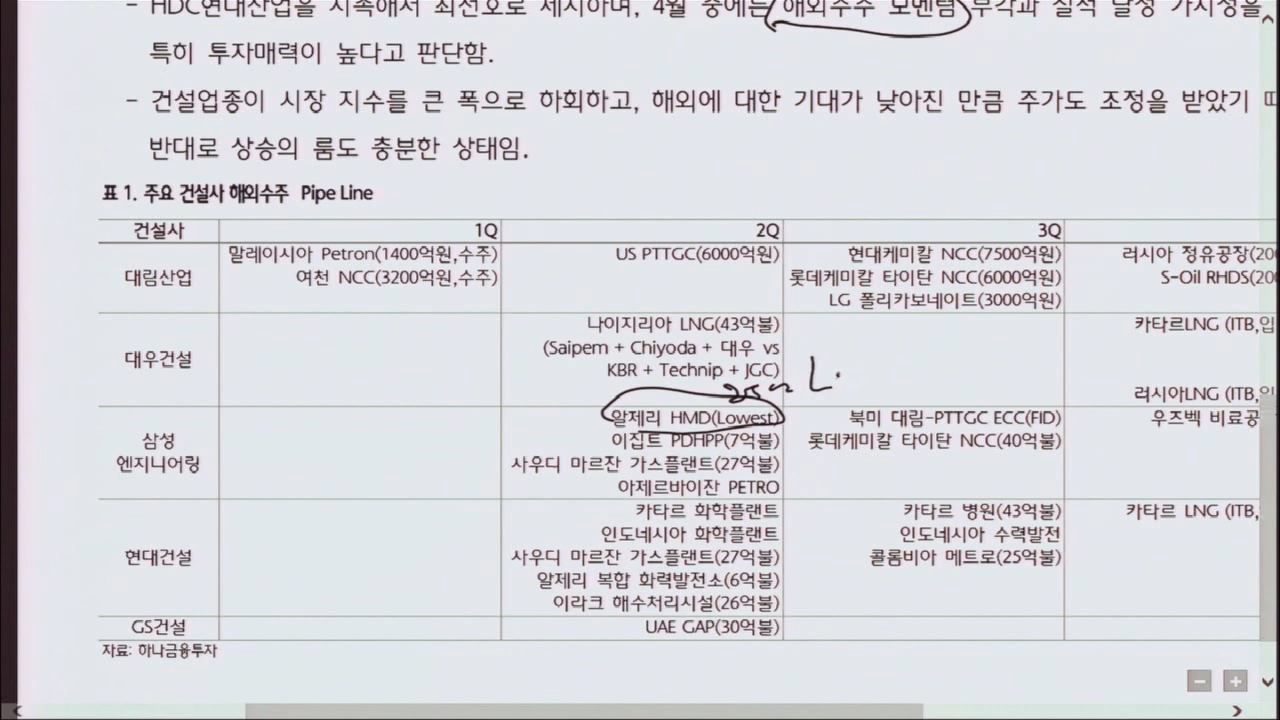 - HDC현대산업을 지속해서 최선호로 제시하며, 4월 중에는 해외수주 모멘텀 부각과 실적 달성 가시성을
특히 투자매력이 높다고 판단함.
- 건설업종이 시장 지수를 큰 폭으로 하회하고, 해외에 대한 기대가 낮아진 만큼 주가도 조정을 받았기
반대로 상승의 룸도 충분한 상태임.
표 1. 주요 건설사 해외수주 Pipe Line
건설사 1Q 2Q 3Q
대림산업
말레이시아 Petron(1400억원,수주)
여천 NCC(3200억원,수주)
US PTTGC(6000억원)
현대케미칼 NCC(7500억원)
롯데케미칼 타이탄 NCC(6000억원)
LG 폴리카보네이트(3000억원)
러시아 정유공장(20
S-Oil RHDS(20
대우건설
나이지리아 LNG(43억불)
(Saipem + Chiyoda + 대우 vs
KBR + Technip + JGC)
카타르LNG (ITB,입
러시아LNG (ITB,입
L.
삼성
엔지니어링
알제리 HMD(Lowest)
이집트 PDHPP(7억불)
사우디 마르잔 가스플랜트(27억불)
아제르바이잔 PETRO
북미 대림-PTTGC ECC(FID)
롯데케미칼 타이탄 NCC(40억불)
우즈벡 비료공
현대건설
카타르 화학플랜트
인도네시아 화학플랜트
사우디 마르잔 가스플랜트(27억불)
알제리 복합 화력발전소(6억불)
이라크 해수처리시설(26억불)
카타르 병원(43억불)
인도네시아 수력발전
콜롬비아 메트로(25억불)
카타르 LNG (ITB,
GS건설
UAE GAP(30억불)
자료: 하나금융투자